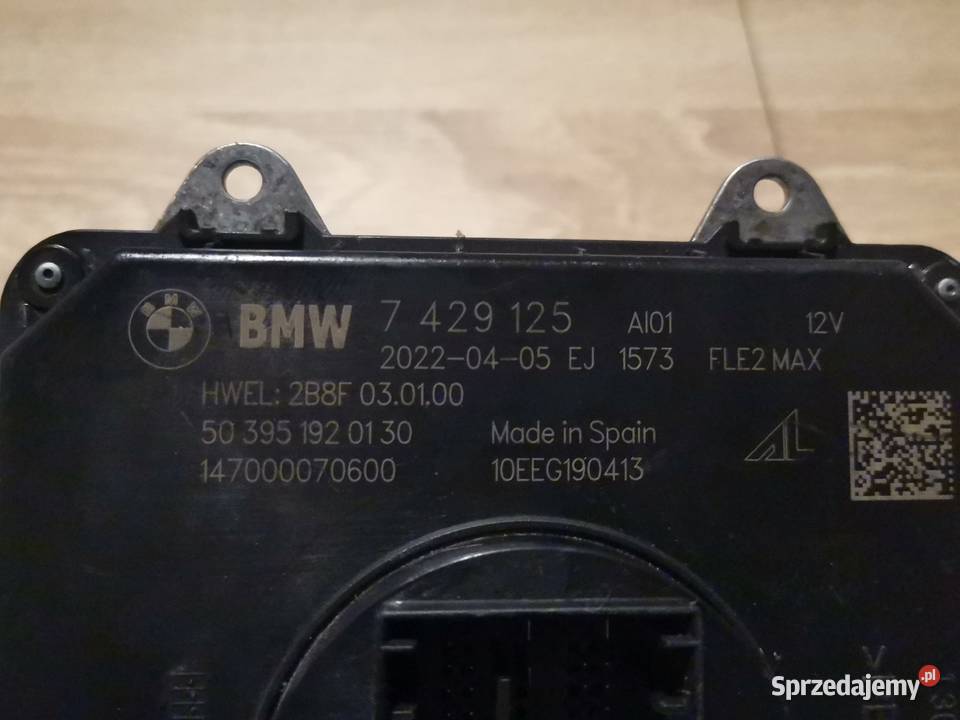 BMW BMW 7 429 125 AI01 12V
2022-04-05 EJ 1573 FLE2 MAX
HWEL: 2B8F 03.01.00
50 395 192 01 30 Made in Spain
147000070600 10EEG190413
Sprzedajemy.pl